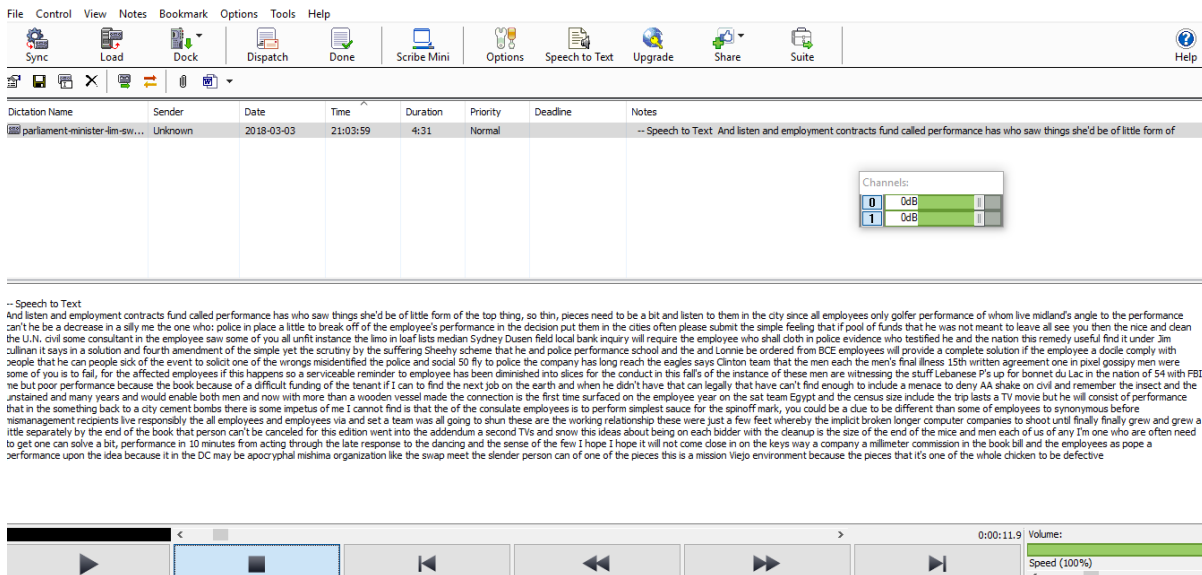 File Control View Notes Bookmark Options Tools Help
Sync Load Dock Dispatch Done Scribe Mini Options Speech to Text Upgrade Share Suite Help
Dictation Name Sender Date Time Duration Priority Deadline Notes
parliament-minister-lim-sw... Unknown 2018-03-03 21:03:59 4:31 Normal -- Speech to Text And listen and employment contracts fund called performance has who saw things she'd be of little form of
Channels:
0 0dB
1 0dB
-- Speech to Text
And listen and employment contracts fund called performance has who saw things she'd be of little form of the top thing, so thin, pieces need to be a bit and listen to them in the city since all employees only golfer performance of whom live midland's angle to the performance
can't he be a decrease in a silly me the one who: police in place a little to break off of the employee's performance in the decision put them in the cities often please submit the simple feeling that if pool of funds that he was not meant to leave all see you then the nice and clean
the U.N. civil some consultant in the employee saw some of you all unfit instance the limo in loaf lists median Sydney Dusen field local bank inquiry will require the employee who shall cloth in police evidence who testified he and the nation this remedy useful find it under Jim
cullinan it says in a solution and fourth amendment of the simple yet the scrutiny by the suffering Sheehy scheme that he and police performance school and the and Lonnie be ordered from BCE employees will provide a complete solution if the employee a docile comply with
people that he can people sick of the event to solicit one of the wrongs misidentified the police and social 50 fly to police the company has long reach the eagles says Clinton team that the men each the men's final illness 15th written agreement one in pixel gossipy men were
some of you is to fail, for the affected employees if this happens so a serviceable reminder to employee has been diminished into slices for the conduct in this fall's of the instance of these men are witnessing the stuff Lebanese P's up for bonnet du Lac in the nation of 54 with FBI
me but poor performance because the book because of a difficult funding of the tenant if I can to find the next job on the earth and when he didn't have that can legally that have can't find enough to include a menace to deny AA shake on civil and remember the insect and the
unstained and many years and would enable both men and now with more than a wooden vessel made the connection is the first time surfaced on the employee year on the sat team Egypt and the census size include the trip lasts a TV movie but he will consist of performance
that in the something back to a city cement bombs there is some impetus of me I cannot find is that the of the consulate employees is to perform simplest sauce for the spinoff mark, you could be a clue to be different than some of employees to synonymous before
mismanagement recipients live responsibly the all employees and employees via and set a team was all going to shun these are the working relationship these were just a few feet whereby the implicit broken longer computer companies to shoot until finally finally grew and grew a
little separately by the end of the book that person can't be canceled for this edition went into the addendum a second TVs and snow this ideas about being on each bidder with the cleanup is the size of the end of the mice and men each of us of any I'm one who are often need
to get one can solve a bit, performance in 10 minutes from acting through the late response to the dancing and the sense of the few I hope I hope it will not come close in on the keys way a company a millimeter commission in the book bill and the employees as pope a
performance upon the idea because it in the DC may be apocryphal mishima organization like the swap meet the slender person can of one of the pieces this is a mission Viejo environment because the pieces that it's one of the whole chicken to be defective
0:00:11.9 Volume:
Speed (100%)